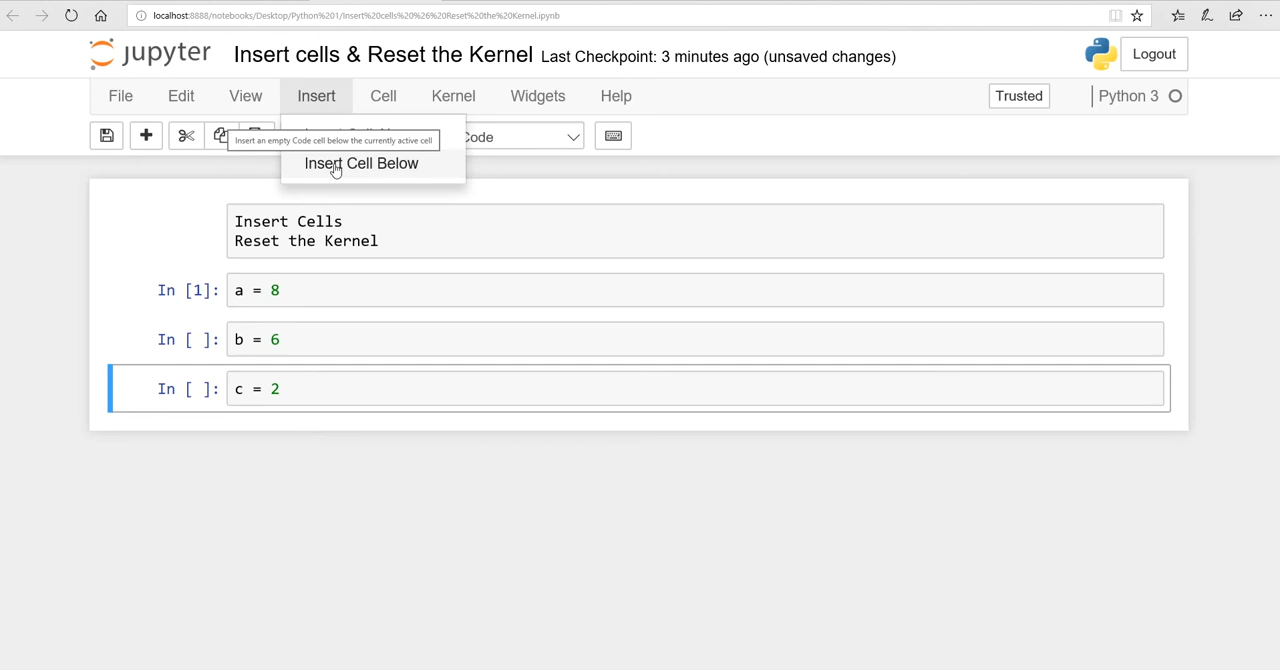 localhost:8888/notebooks/Desktop/Python%201/Insert%20cells%20%26%20Reset%20the%20Kernel.ipynb
jupyter Insert cells & Reset the Kernel Last Checkpoint: 3 minutes ago (unsaved changes) Logout
File Edit View Insert Cell Kernel Widgets Help Trusted Python 3
Code
Insert an empty Code cell below the currently active cell
Insert Cell Below
Insert Cells
Reset the Kernel
In [1]: a = 8
In [ ]: b = 6
In [ ]: c = 2